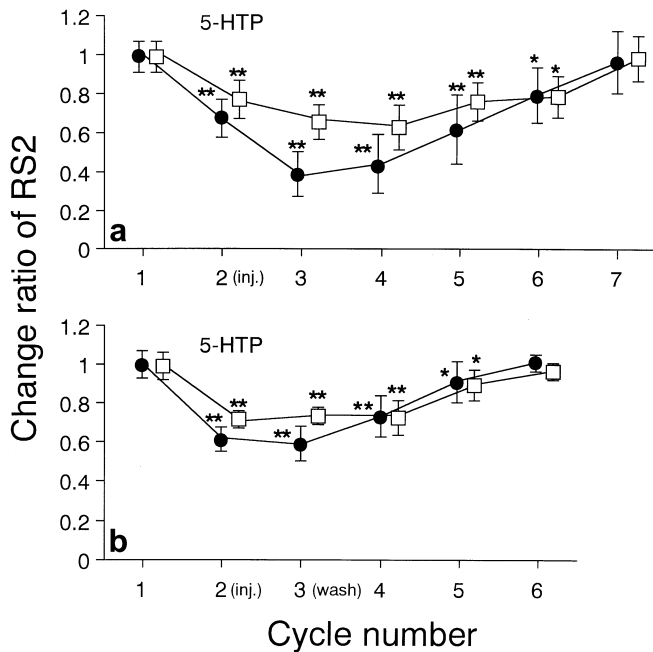 Change ratio of RS2
1.2
5-HTP
1
0.8
0.6
0.4
0.2
0
a
** ** ** ** ** ** ** ** * *
1 2 (inj.) 3 4 5 6 7
1.2
5-HTP
1
0.8
0.6
0.4
0.2
0
b
** ** ** ** ** ** * *
1 2 (inj.) 3 (wash) 4 5 6
Cycle number